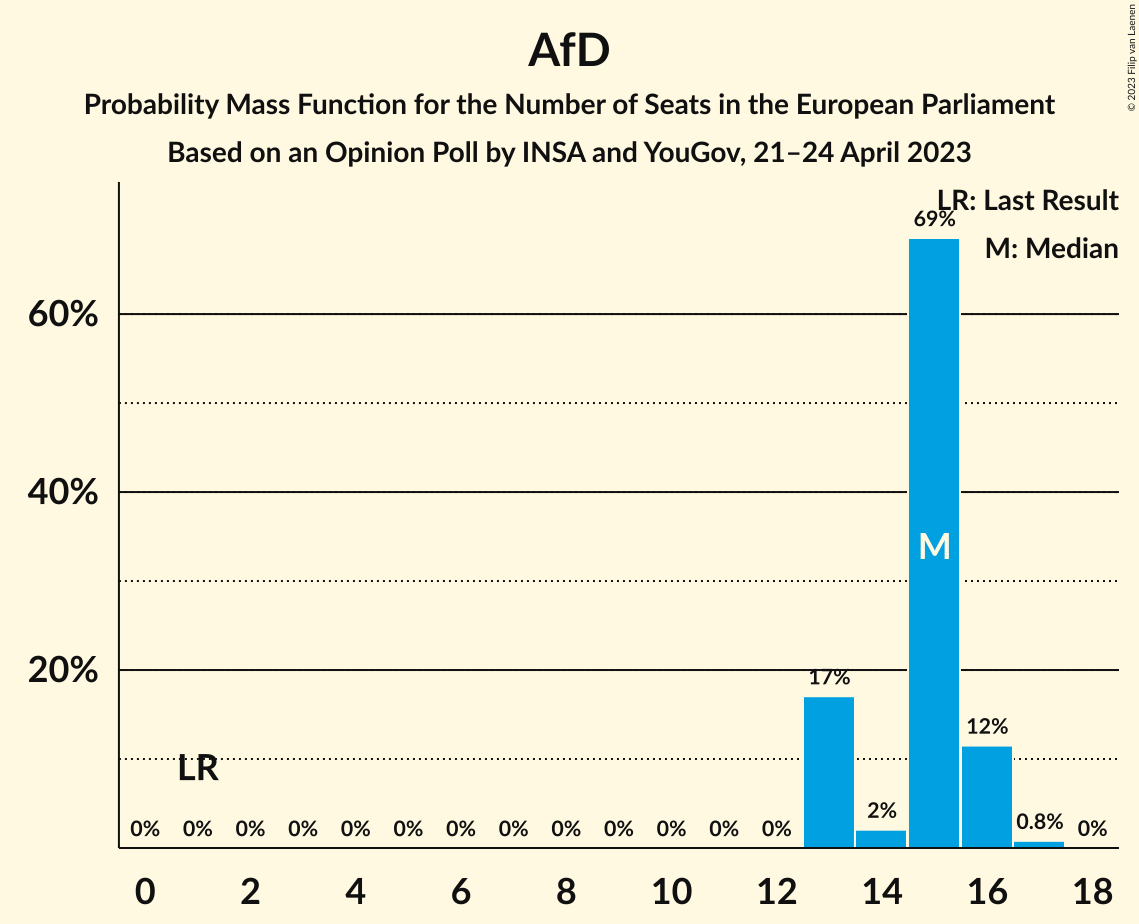 AfD
Probability Mass Function for the Number of Seats in the European Parliament
Based on an Opinion Poll by INSA and YouGov, 21–24 April 2023
© 2023 Filip van Laenen
LR: Last Result
M: Median
69%
60%
40%
M
20%
17%
12%
LR
2%
0.8%
0% 0% 0% 0% 0% 0% 0% 0% 0% 0% 0% 0% 0% 0%
0 2 4 6 8 10 12 14 16 18